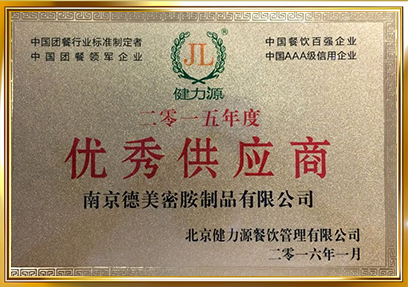 中国团餐行业标准制定者
中国团餐领军企业
JL
健力源
中国餐饮百强企业
中国AAA级信用企业
二零一五年度
优秀供应商
南京德美密胺制品有限公司
北京健力源餐饮管理有限公司
二零一六年一月